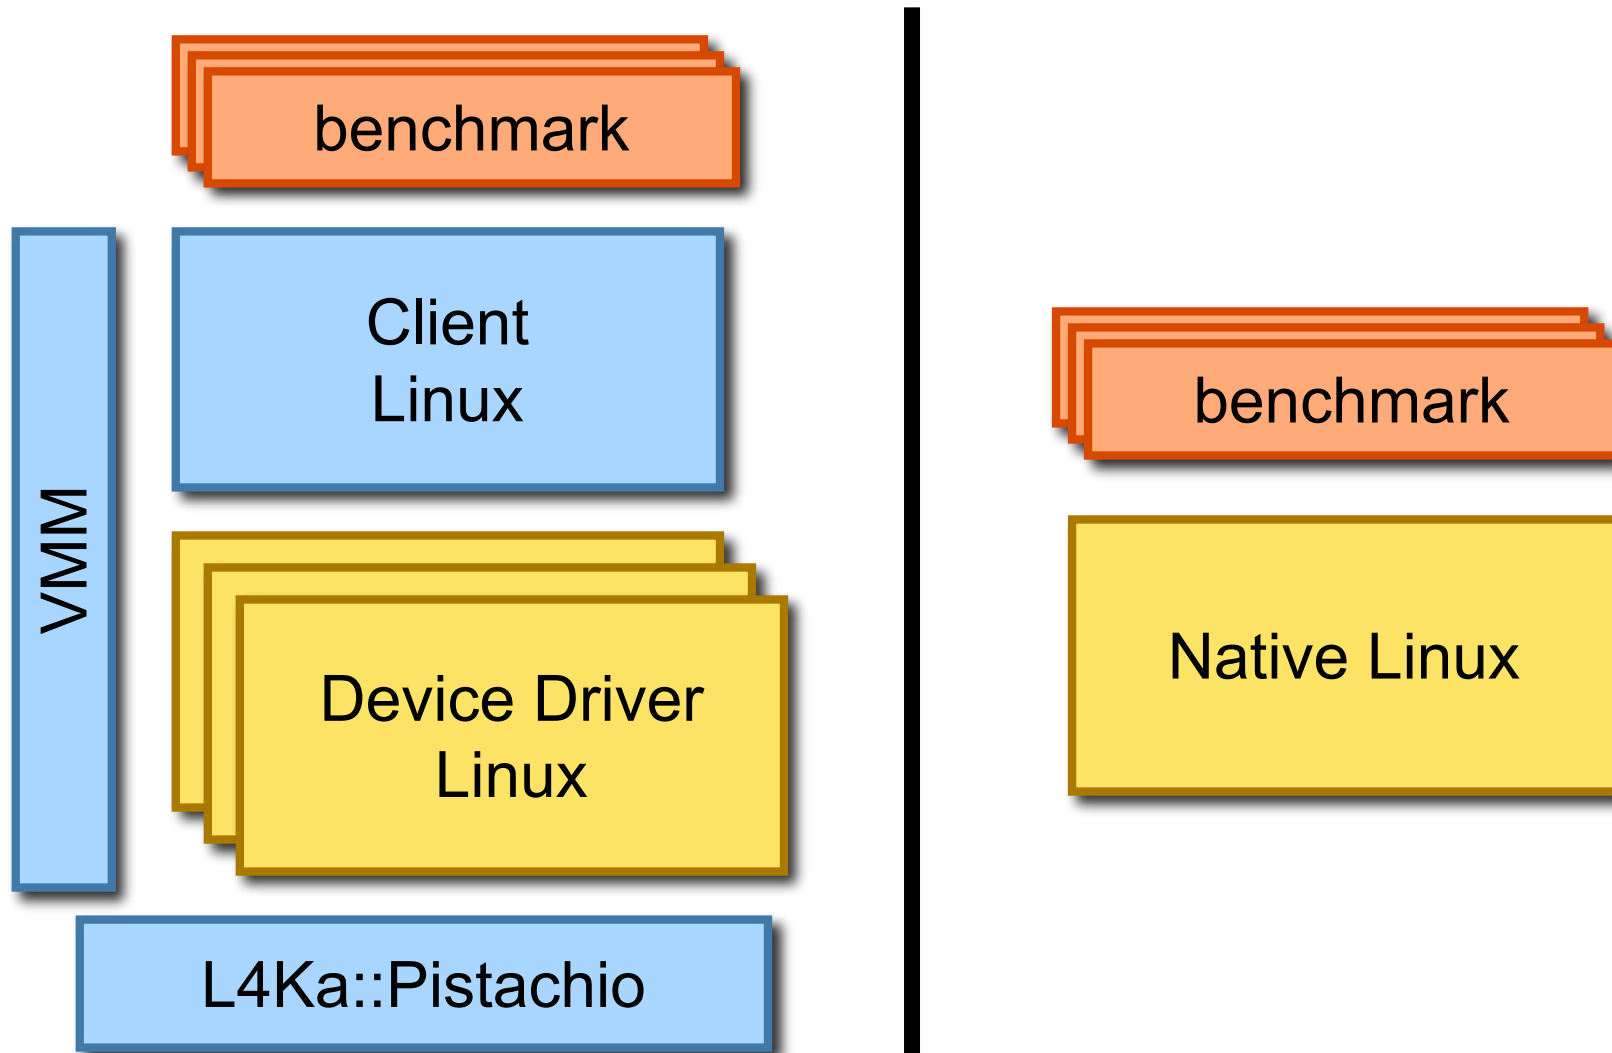 benchmark
Client
Linux
VMM
Device Driver
Linux
L4Ka::Pistachio
benchmark
Native Linux